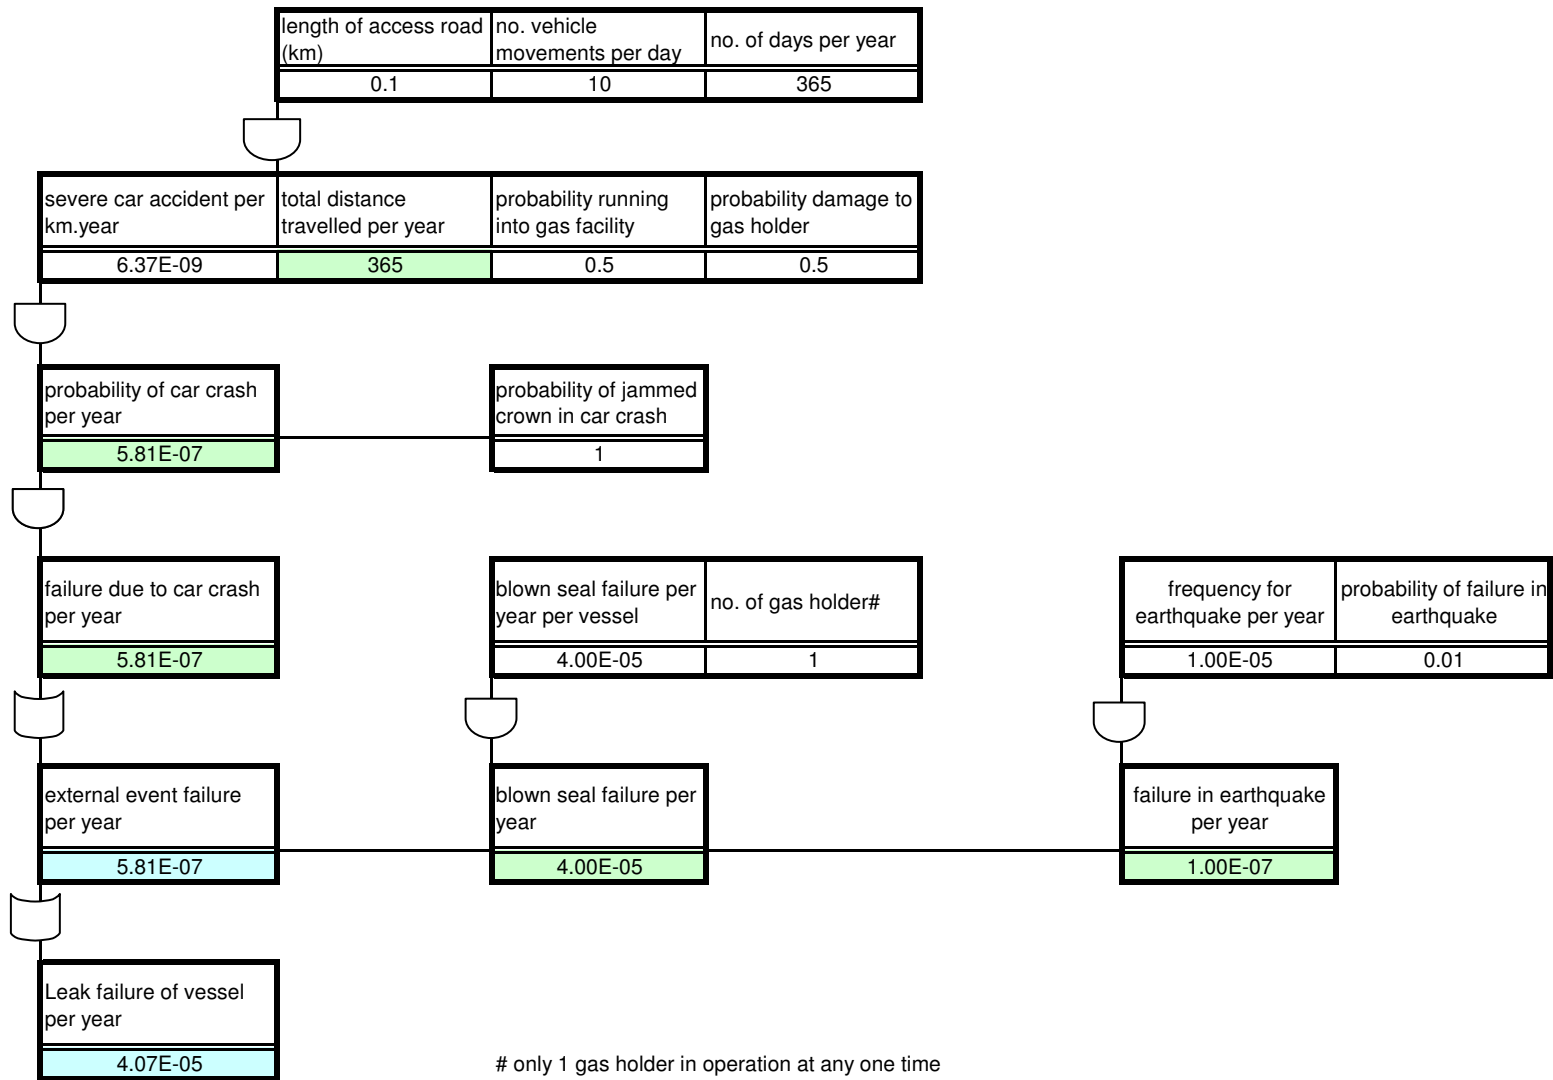 length of access road
(km)
no. vehicle
movements per day
no. of days per year
0.1
10
365
severe car accident per
km.year
total distance
travelled per year
probability running
into gas facility
probability damage to
gas holder
6.37E-09
365
0.5
0.5
probability of car crash
per year
5.81E-07
probability of jammed
crown in car crash
1
failure due to car crash
per year
5.81E-07
blown seal failure per
year per vessel
no. of gas holder#
4.00E-05
1
frequency for
earthquake per year
probability of failure in
earthquake
1.00E-05
0.01
external event failure
per year
5.81E-07
blown seal failure per
year
4.00E-05
failure in earthquake
per year
1.00E-07
Leak failure of vessel
per year
4.07E-05
# only 1 gas holder in operation at any one time